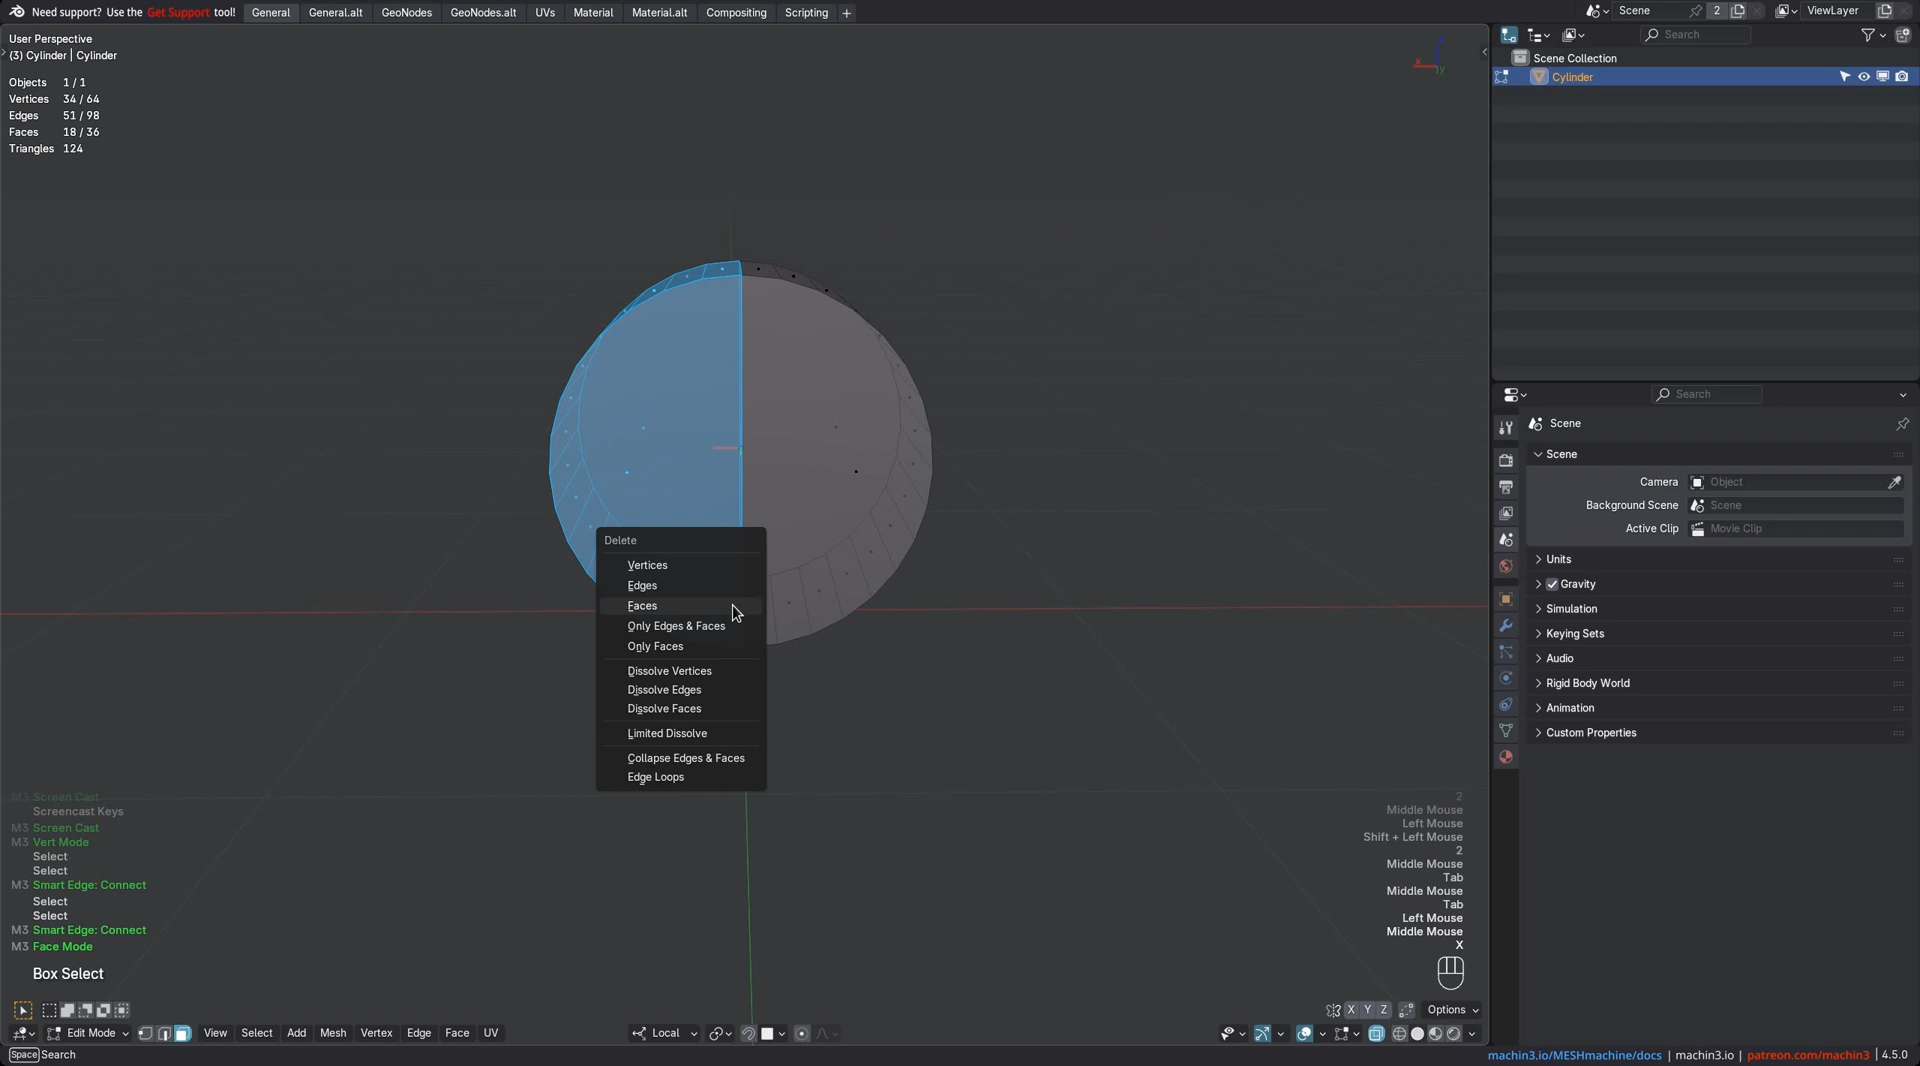 Need support? Use the Get Support tool!
General
General.alt
GeoNodes
GeoNodes.alt
UVs
Material
Material.alt
Compositing
Scripting
+
Scene
2
ViewLayer
User Perspective
(3) Cylinder | Cylinder
Objects 1 / 1
Vertices 34 / 64
Edges 51 / 98
Faces 18 / 36
Triangles 124
Search
Scene Collection
Cylinder
Search
Scene
Scene
Camera Object
Background Scene Scene
Active Clip Movie Clip
Units
Gravity
Simulation
Keying Sets
Audio
Rigid Body World
Animation
Custom Properties
Delete
Vertices
Edges
Faces
Only Edges & Faces
Only Faces
Dissolve Vertices
Dissolve Edges
Dissolve Faces
Limited Dissolve
Collapse Edges & Faces
Edge Loops
M3 Screen Cast
Screencast Keys
M3 Screen Cast
M3 Vert Mode
Select
Select
M3 Smart Edge: Connect
Select
Select
M3 Smart Edge: Connect
M3 Face Mode
Box Select
2
Middle Mouse
Left Mouse
Shift + Left Mouse
2
Middle Mouse
Tab
Middle Mouse
Tab
Left Mouse
Middle Mouse
X
X Y Z
Options
Edit Mode
View
Select
Add
Mesh
Vertex
Edge
Face
UV
Local
Space Search
machin3.io/MESHmachine/docs | machin3.io | patreon.com/machin3 | 4.5.0